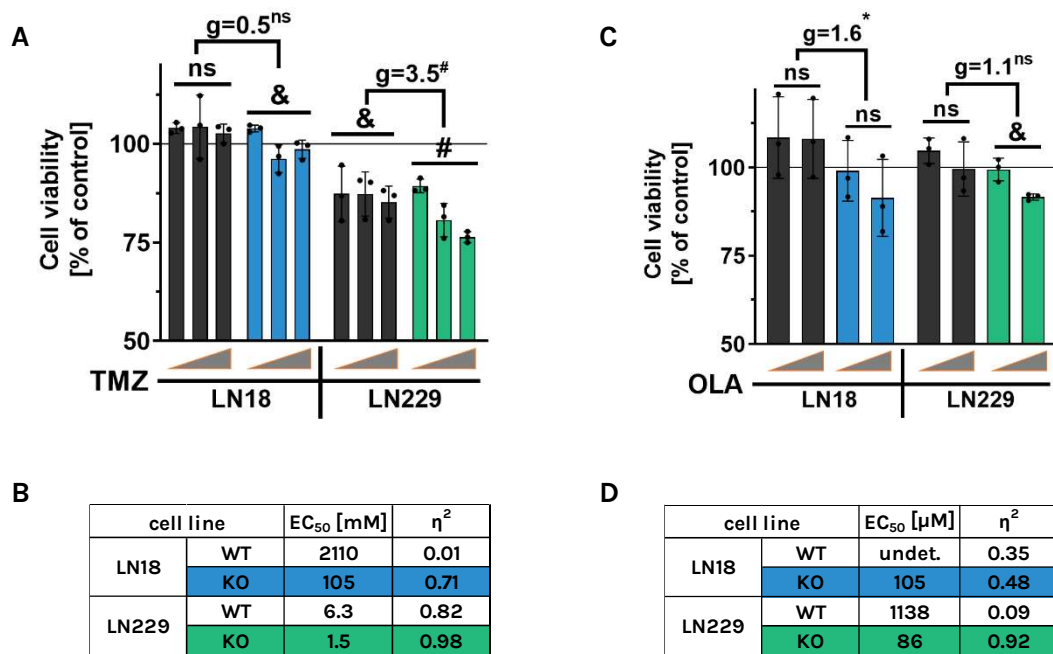 A
g=0.5ns
ns
&
g=3.5#
&
#
Cell viability
[% of control]
100
75
50
TMZ
LN18
LN229
C
g=1.6*
ns
ns
g=1.1ns
ns
&
Cell viability
[% of control]
100
75
50
OLA
LN18
LN229
B
cell line EC50 [mM] η2
LN18 WT 2110 0.01
KO 105 0.71
LN229 WT 6.3 0.82
KO 1.5 0.98
D
cell line EC50 [µM] η2
LN18 WT undet. 0.35
KO 105 0.48
LN229 WT 1138 0.09
KO 86 0.92